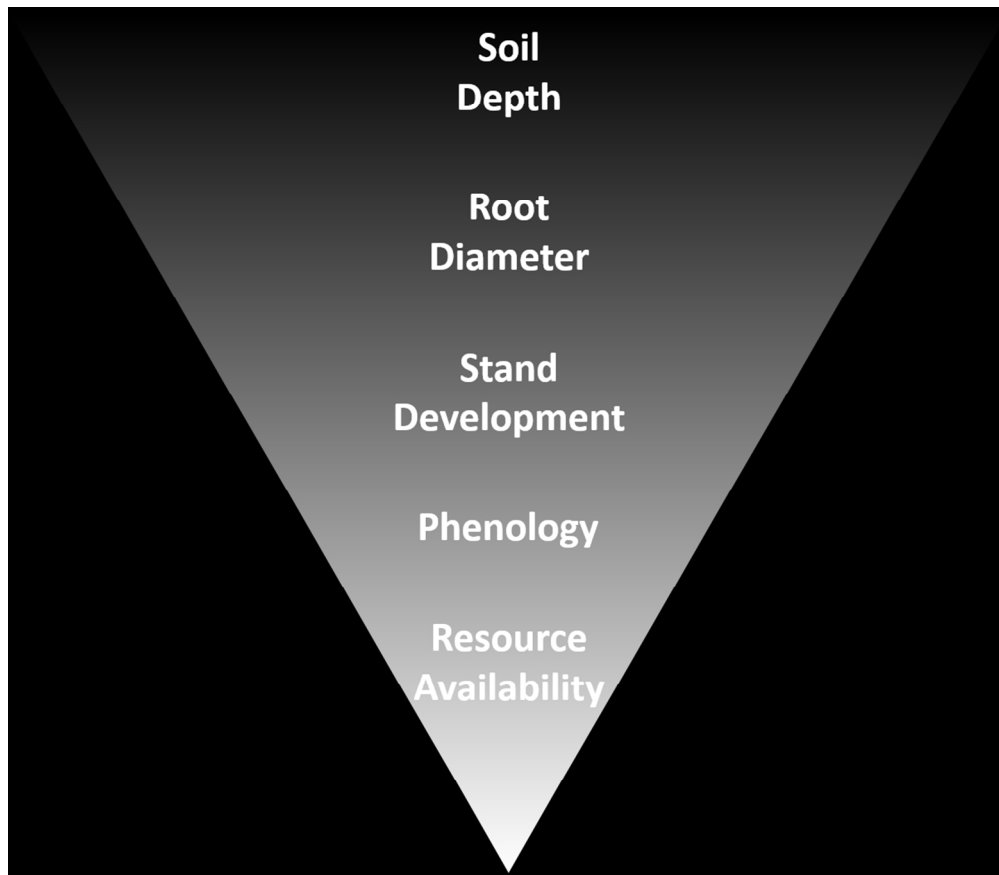 Soil
Depth
Root
Diameter
Stand
Development
Phenology
Resource
Availability